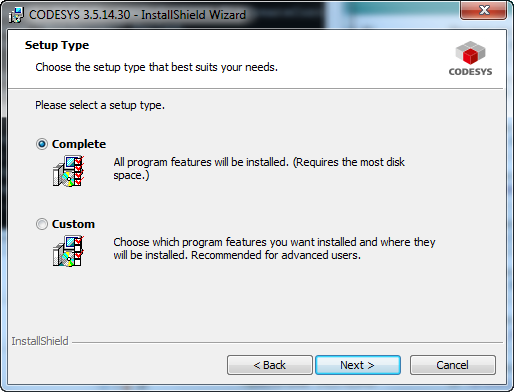 CODESYS 3.5.14.30 - InstallShield Wizard
Setup Type
Choose the setup type that best suits your needs.
CODESYS
Please select a setup type.
Complete
All program features will be installed. (Requires the most disk
space.)
Custom
Choose which program features you want installed and where they
will be installed. Recommended for advanced users.
InstallShield
< Back
Next >
Cancel